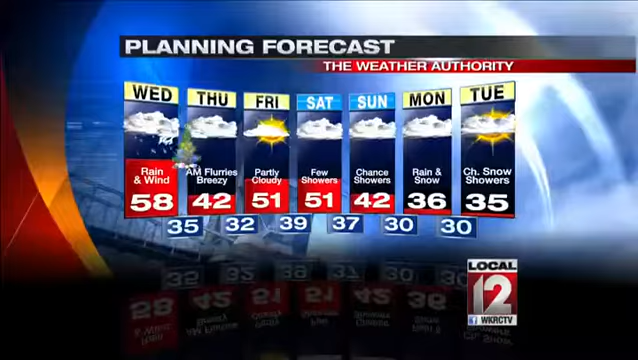 PLANNING FORECAST
THE WEATHER AUTHORITY
WED THU FRI SAT SUN MON TUE
Rain & Wind
AM Flurries Breezy
Partly Cloudy
Few Showers
Chance Showers
Rain & Snow
Ch. Snow Showers
58 42 51 51 42 36 35
35 32 39 37 30 30
LOCAL
12
WKRCTV